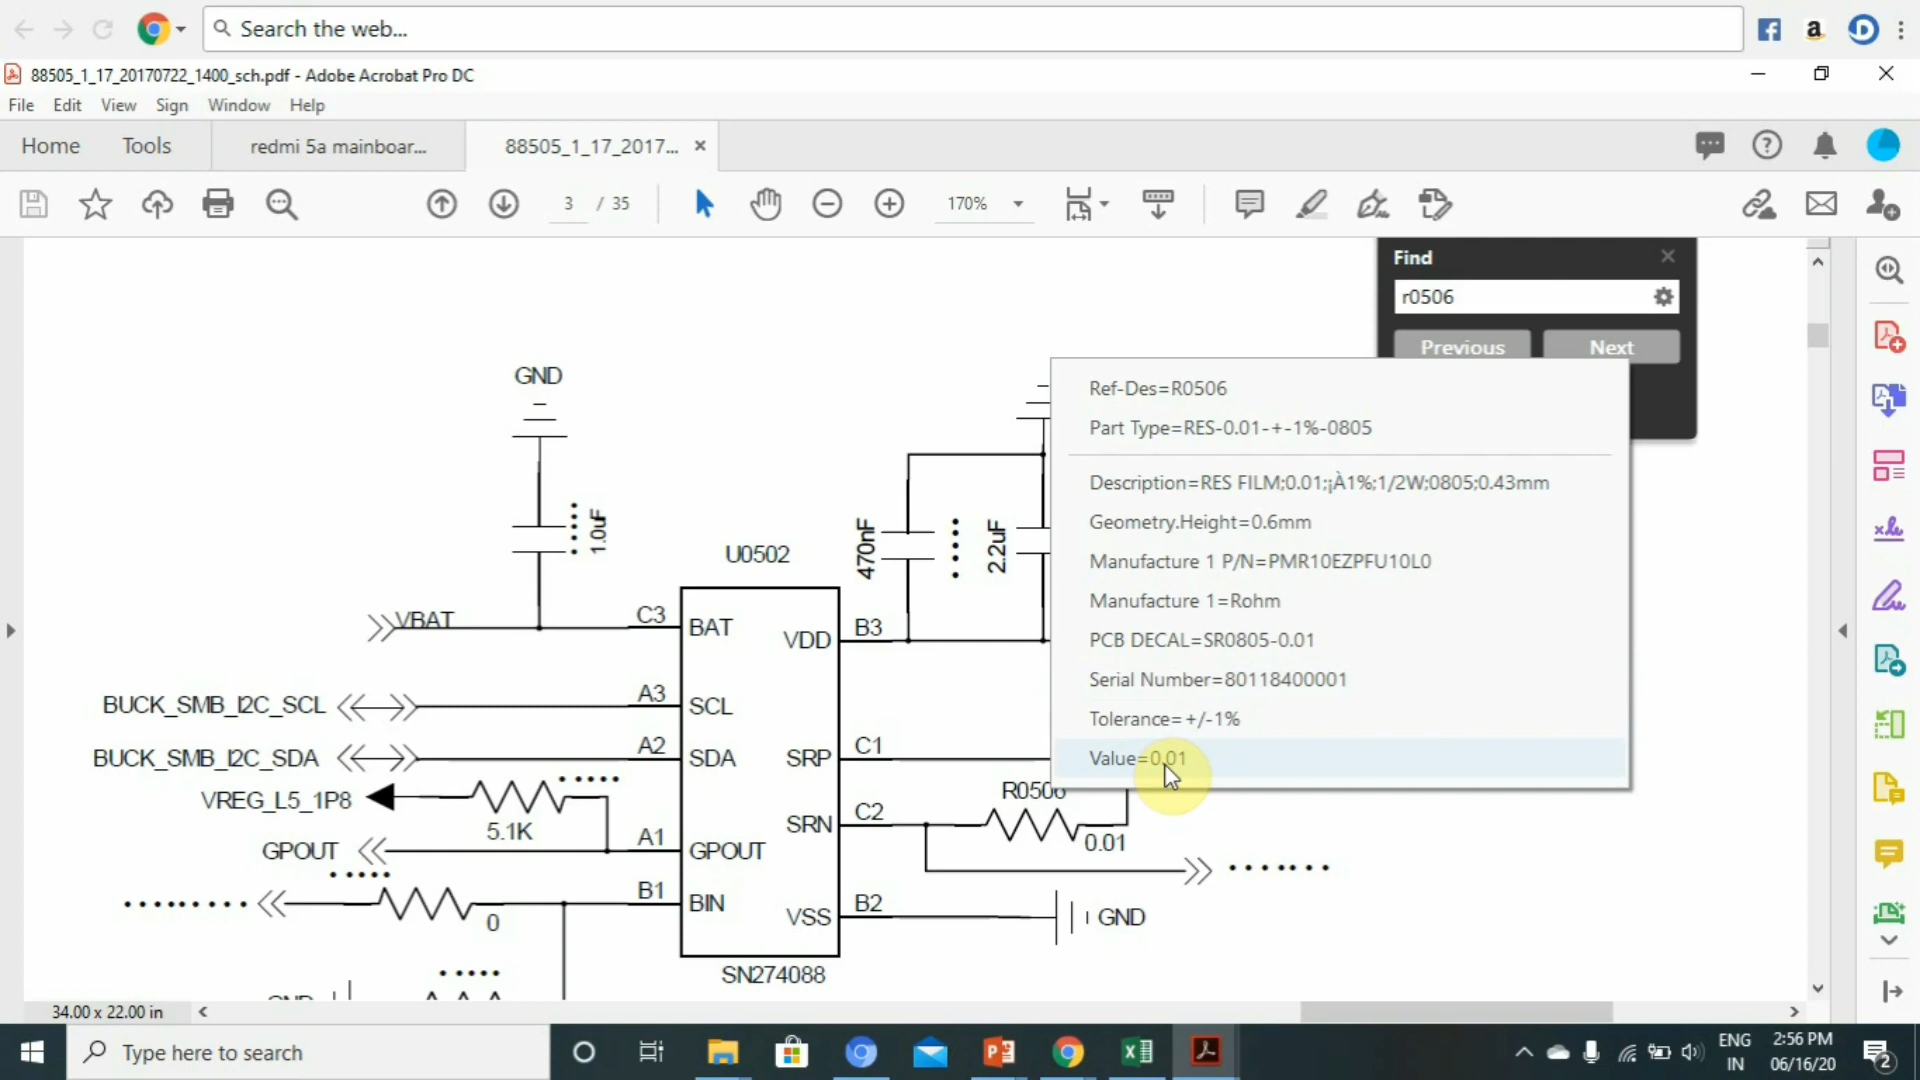 Search the web...
88505_1_17_20170722_1400_sch.pdf - Adobe Acrobat Pro DC
File Edit View Sign Window Help
Home Tools redmi 5a mainboar... 88505_1_17_2017...
3 / 35 170%
Find
r0506
Previous Next
Ref-Des=R0506
Part Type=RES-0.01-+-1%-0805
Description=RES FILM;0.01;¡À1%;1/2W;0805;0.43mm
Geometry.Height=0.6mm
Manufacture 1 P/N=PMR10EZPFU10L0
Manufacture 1=Rohm
PCB DECAL=SR0805-0.01
Serial Number=80118400001
Tolerance=+/-1%
Value=0.01
GND
1.0uF
470nF
2.2uF
U0502
VBAT C3 BAT VDD B3
BUCK_SMB_I2C_SCL A3 SCL
BUCK_SMB_I2C_SDA A2 SDA SRP C1
VREG_L5_1P8 5.1K
R0506
SRN C2 0.01
GPOUT A1 GPOUT
B1 BIN
0
VSS B2 GND
SN274088
34.00 x 22.00 in
Type here to search
ENG
IN
2:56 PM
06/16/20
2